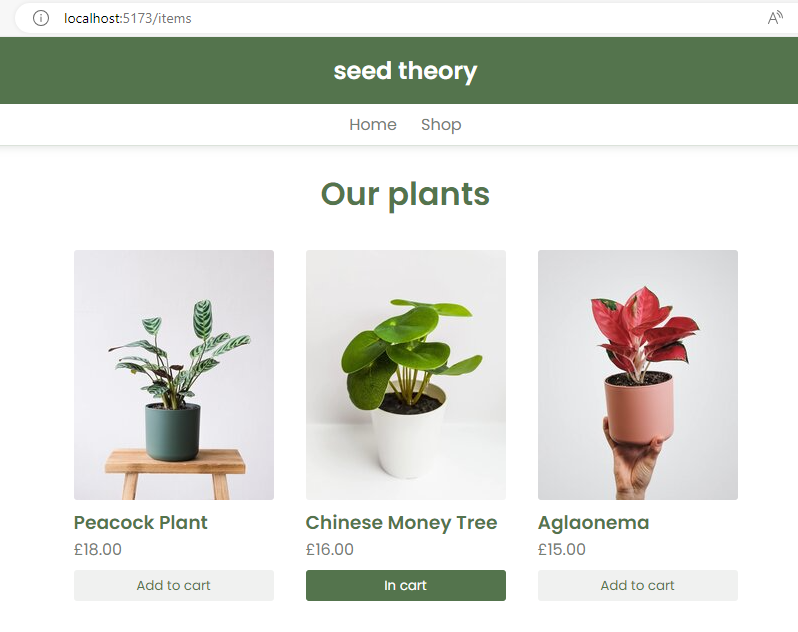 localhost:5173/items
A
seed theory
Home Shop
Our plants
Peacock Plant Chinese Money Tree Aglaonema
£18.00 £16.00 £15.00
Add to cart In cart Add to cart